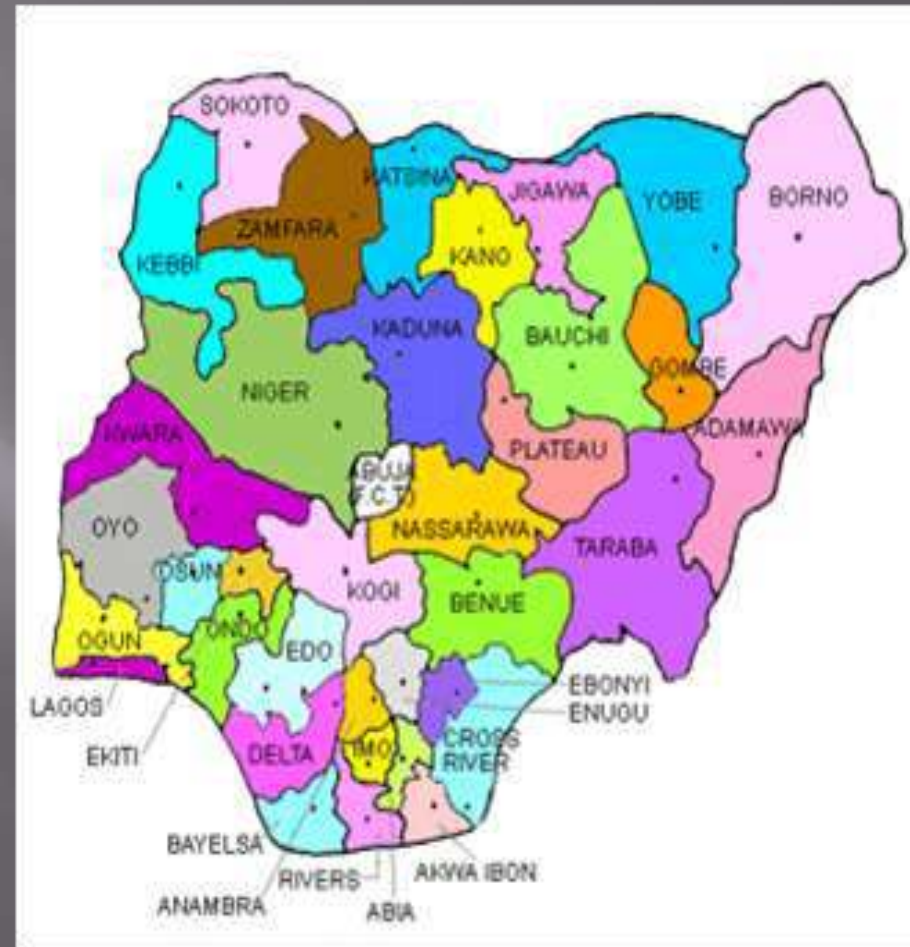 SOKOTO
KATSINA
JIGAWA
YOBE
BORNO
ZAMFARA
KANO
KEBBI
KADUNA
BAUCHI
GOMBE
NIGER
KWARA
PLATEAU
ADAMAWA
ABUJA
(F.C.T)
NASSARAWA
OYO
TARABA
OSUN
KOGI
BENUE
OGUN
ONDO
EDO
EBONYI
ENUGU
LAGOS
EKITI
DELTA
IMO
CROSS
RIVER
BAYELSA
RIVERS
AKWA IBON
ANAMBRA
ABIA